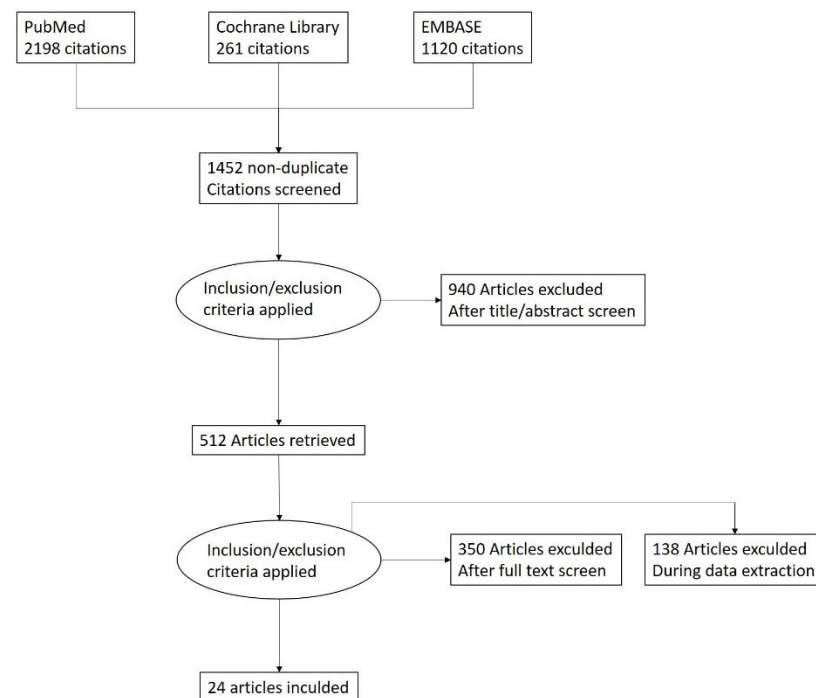 PubMed
2198 citations
Cochrane Library
261 citations
EMBASE
1120 citations
1452 non-duplicate
Citations screened
Inclusion/exclusion
criteria applied
940 Articles excluded
After title/abstract screen
512 Articles retrieved
Inclusion/exclusion
criteria applied
350 Articles exculded
After full text screen
138 Articles exculded
During data extraction
24 articles inculded